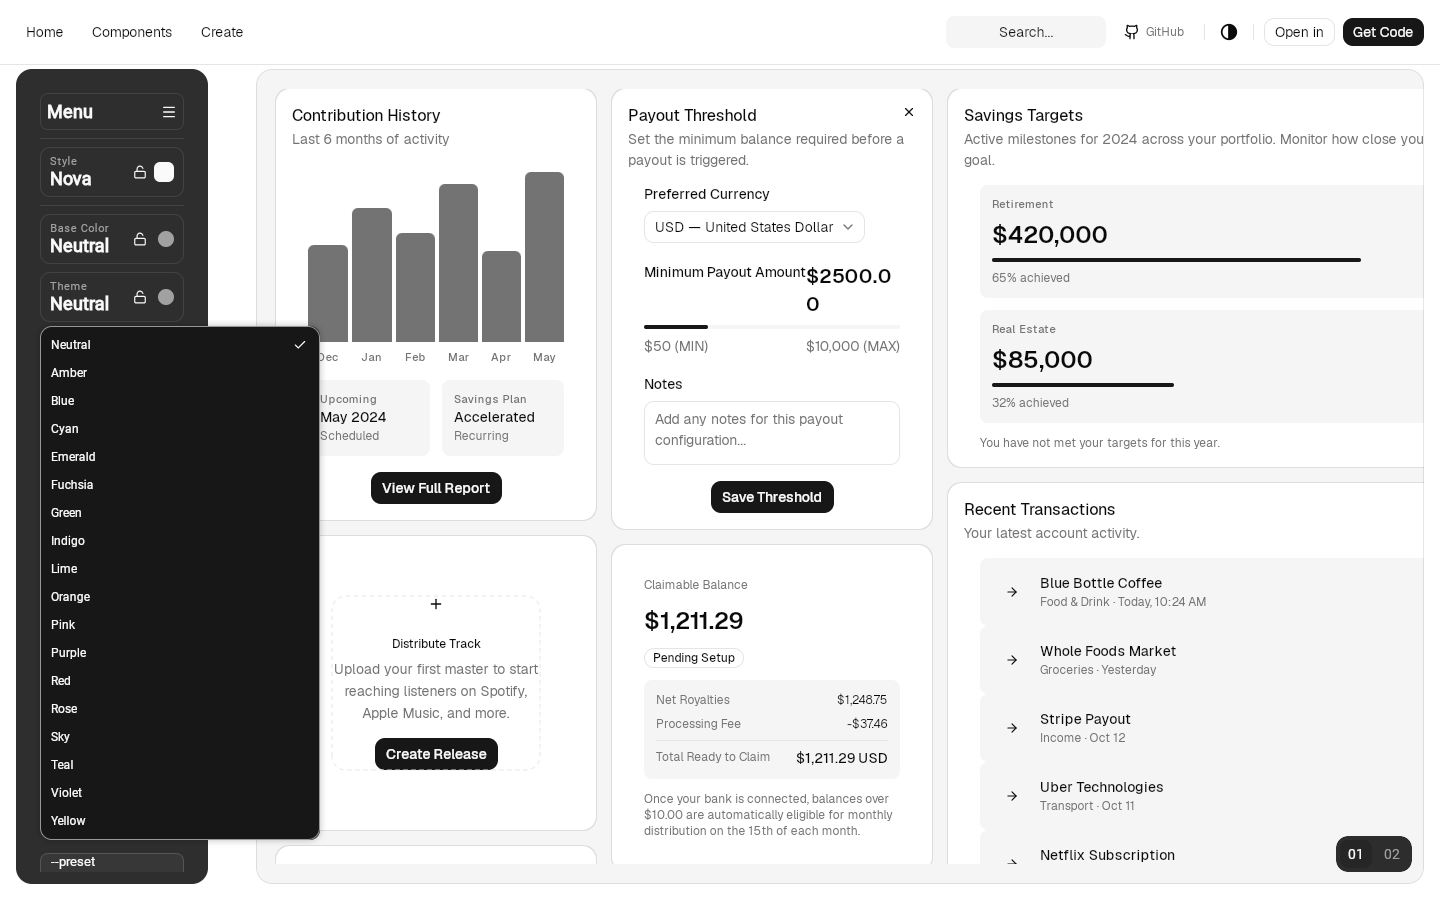 Home
Components
Create
Search...
GitHub
Open in
Get Code
Menu
Style
Nova
Base Color
Neutral
Theme
Neutral
Neutral
Amber
Blue
Cyan
Emerald
Fuchsia
Green
Indigo
Lime
Orange
Pink
Purple
Red
Rose
Sky
Teal
Violet
Yellow
--preset
Contribution History
Last 6 months of activity
Dec
Jan
Feb
Mar
Apr
May
Upcoming
May 2024
Scheduled
Savings Plan
Accelerated
Recurring
View Full Report
Distribute Track
Upload your first master to start
reaching listeners on Spotify,
Apple Music, and more.
Create Release
Payout Threshold
Set the minimum balance required before a
payout is triggered.
Preferred Currency
USD — United States Dollar
Minimum Payout Amount
$2500.0
0
$50 (MIN)
$10,000 (MAX)
Notes
Add any notes for this payout
configuration...
Save Threshold
Claimable Balance
$1,211.29
Pending Setup
Net Royalties
$1,248.75
Processing Fee
-$37.46
Total Ready to Claim
$1,211.29 USD
Once your bank is connected, balances over
$10.00 are automatically eligible for monthly
distribution on the 15th of each month.
Savings Targets
Active milestones for 2024 across your portfolio. Monitor how close you
goal.
Retirement
$420,000
65% achieved
Real Estate
$85,000
32% achieved
You have not met your targets for this year.
Recent Transactions
Your latest account activity.
Blue Bottle Coffee
Food & Drink · Today, 10:24 AM
Whole Foods Market
Groceries · Yesterday
Stripe Payout
Income · Oct 12
Uber Technologies
Transport · Oct 11
Netflix Subscription
01
02